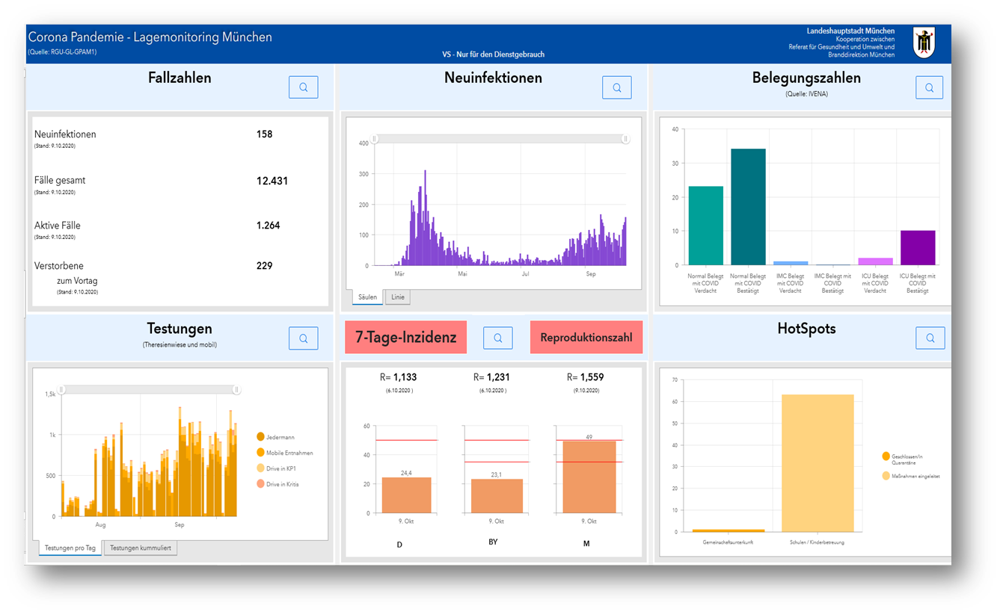 Corona Pandemie - Lagemonitoring München
(Quelle: RGU-GL-GPAM1)
VS - Nur für den Dienstgebrauch
Landeshauptstadt München
Kooperation zwischen
Referat für Gesundheit und Umwelt und
Branddirektion München
Fallzahlen
Neuinfektionen 158
(Stand: 9.10.2020)
Fälle gesamt 12.431
(Stand: 9.10.2020)
Aktive Fälle 1.264
(Stand: 9.10.2020)
Verstorbene 229
zum Vortag
(Stand: 9.10.2020)
Neuinfektionen
400
300
200
100
0
Mär Mai Jul Sep
Säulen Linie
Belegungszahlen
(Quelle: IVENA)
40
30
20
10
0
Normal Belegt mit COVID Verdacht
Normal Belegt mit COVID Bestätigt
IMC Belegt mit COVID Verdacht
IMC Belegt mit COVID Bestätigt
ICU Belegt mit COVID Verdacht
ICU Belegt mit COVID Bestätigt
Testungen
(Theresienwiese und mobil)
1,5k
1k
500
0
Aug Sep
Jedermann
Mobile Entnahmen
Drive in KP1
Drive in Kritis
Testungen pro Tag Testungen kummuliert
7-Tage-Inzidenz Reproduktionszahl
R= 1,133 R= 1,231 R= 1,559
(6.10.2020 ) (6.10.2020 ) (9.10.2020)
60
40
20
0
24,4 23,1 49
9. Okt 9. Okt 9. Okt
D BY M
HotSpots
70
60
50
40
30
20
10
0
Gemeinschaftsunterkunft Schulen / Kinderbetreuung
Geschlossen/in
Quarantäne
Maßnahmen eingeleitet